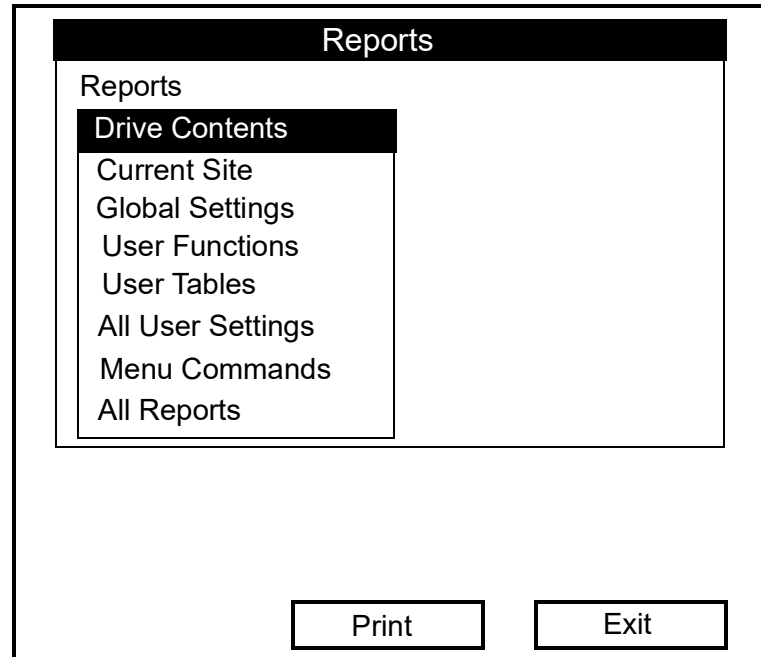 Reports
Reports
Drive Contents
Current Site
Global Settings
User Functions
User Tables
All User Settings
Menu Commands
All Reports
Print Exit